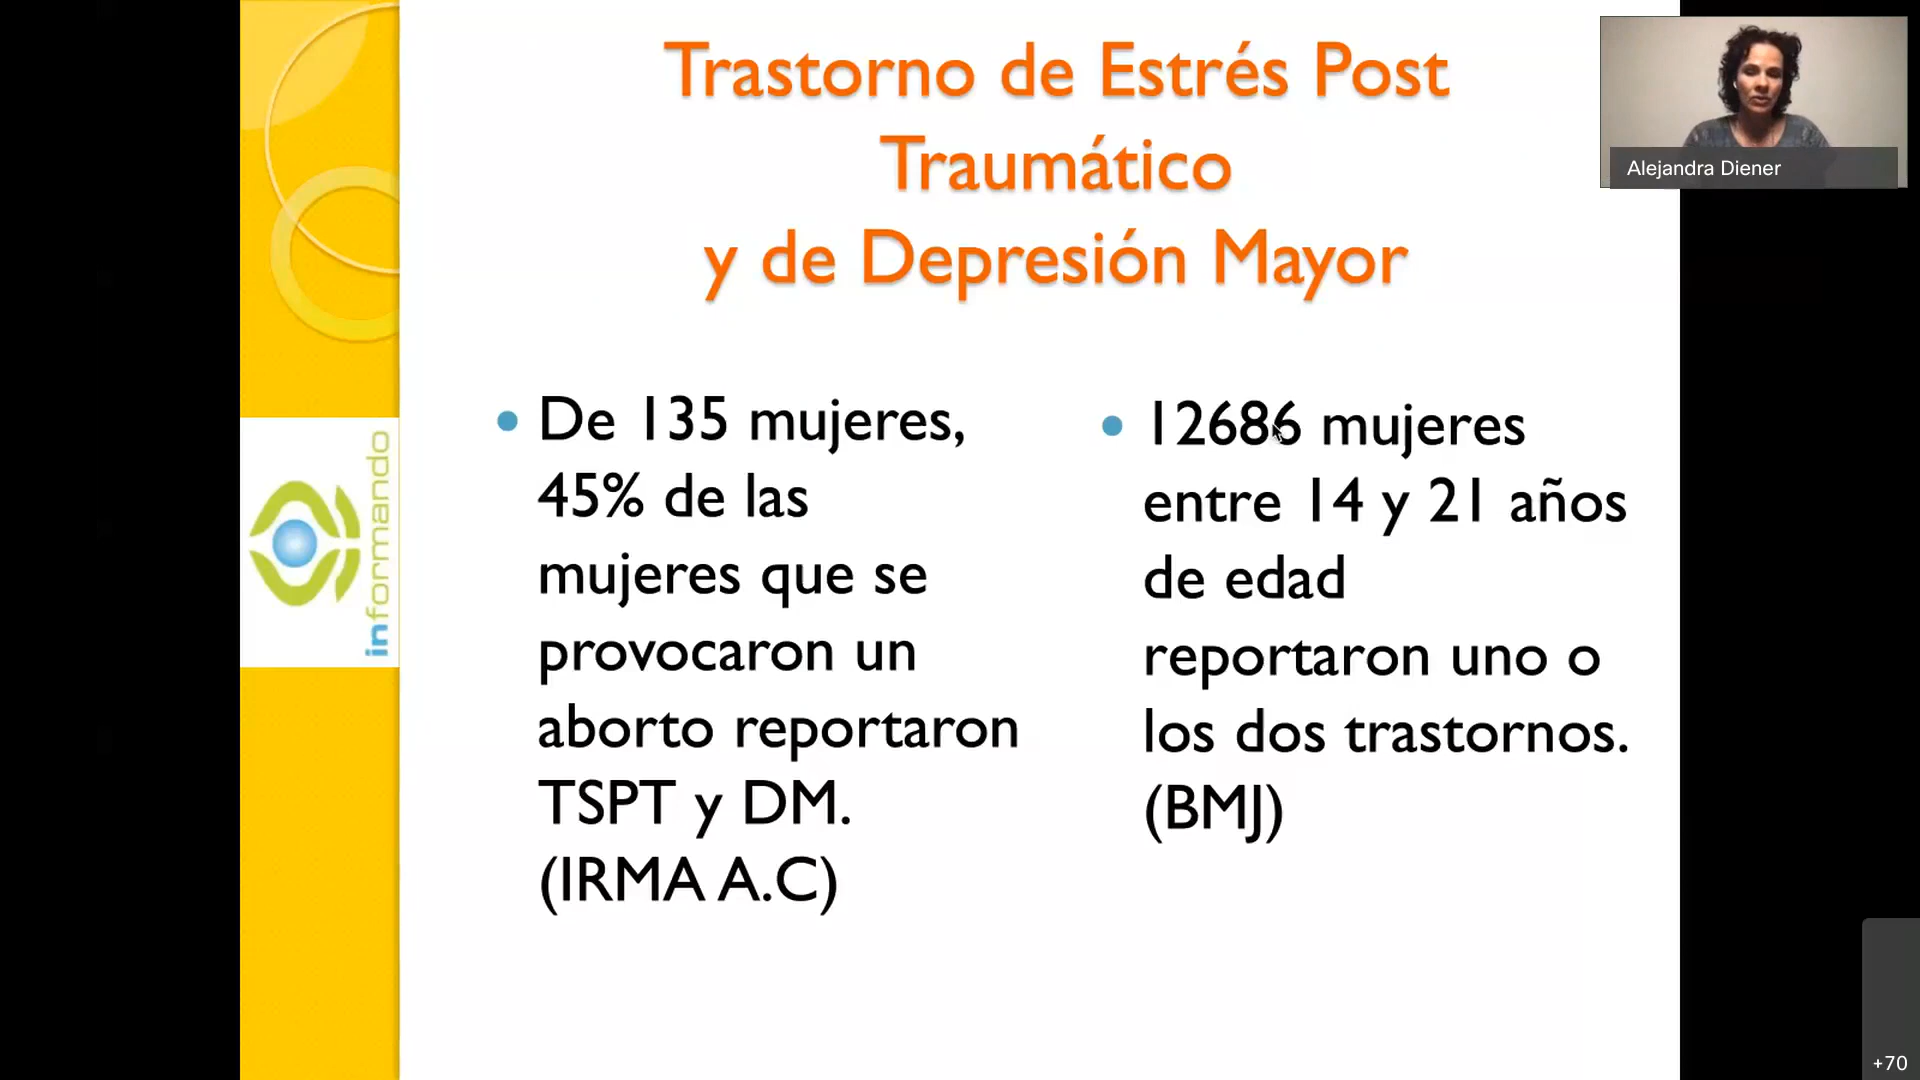 Trastorno de Estrés Post
Traumático
y de Depresión Mayor
Alejandra Diener
informando
De 135 mujeres,
45% de las
mujeres que se
provocaron un
aborto reportaron
TSPT y DM.
(IRMA A.C)
12686 mujeres
entre 14 y 21 años
de edad
reportaron uno o
los dos trastornos.
(BMJ)
+70